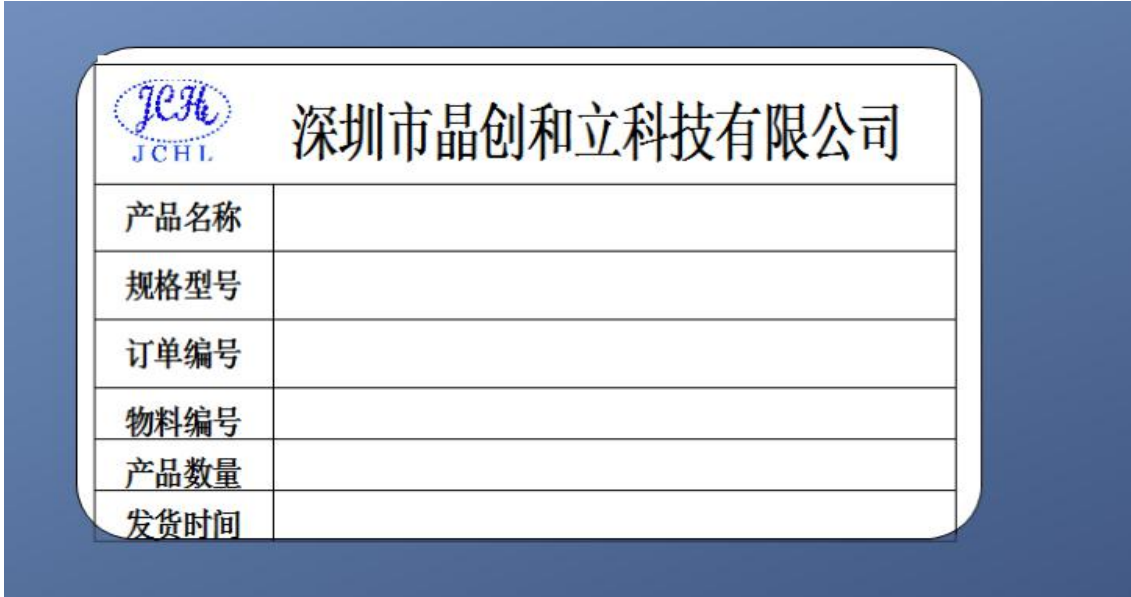 JCH
JCHL
深圳市晶创和立科技有限公司
产品名称
规格型号
订单编号
物料编号
产品数量
发货时间